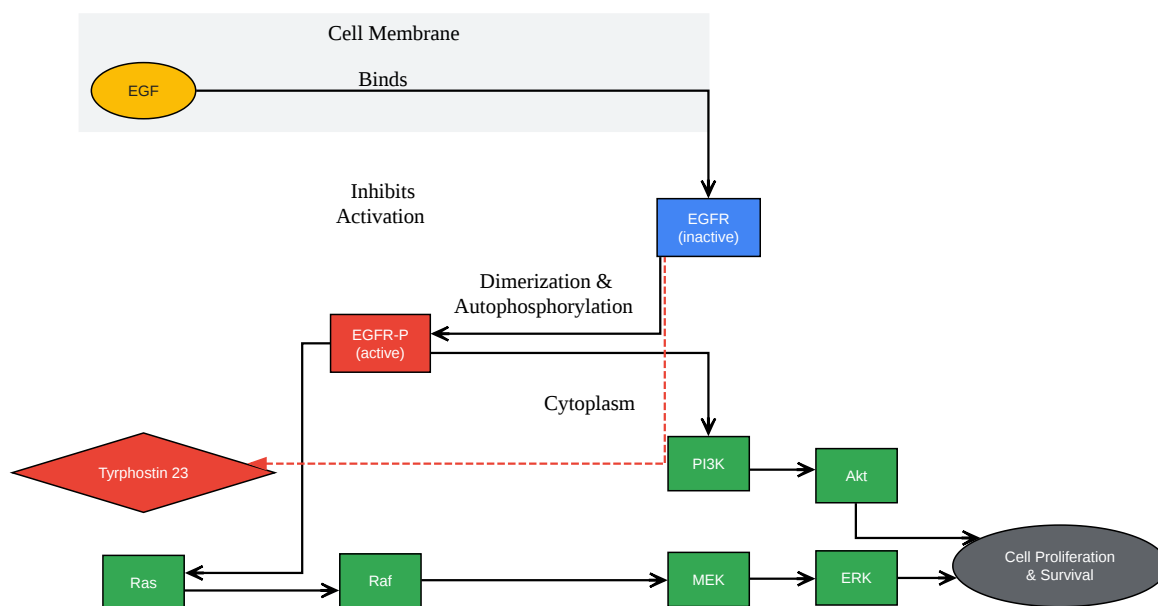 Cell Membrane
Binds
EGF
Inhibits
Activation
EGFR
(inactive)
Dimerization &
Autophosphorylation
EGFR-P
(active)
Cytoplasm
Tyrphostin 23
PI3K
Akt
Ras
Raf
MEK
ERK
Cell Proliferation
& Survival